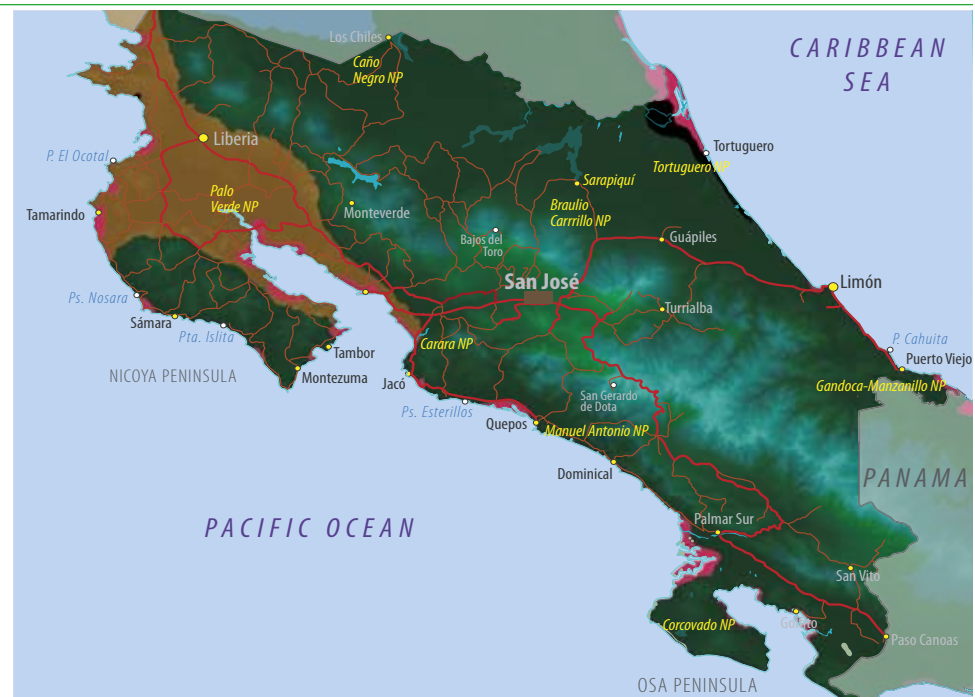 Los Chiles
Caño
Negro NP
CARIBBEAN
SEA
Liberia
Tortuguero
P. El Ocotal
Tortuguero NP
Sarapiquí
Palo
Verde NP
Braulio
Carrrillo NP
Tamarindo
Monteverde
Bajos del
Toro
Guápiles
San José
Limón
Ps. Nosara
Turrialba
Sámara
Pta. Islita
Carara NP
P. Cahuita
Tambor
Puerto Viejo
NICOYA PENINSULA
Montezuma
Jacó
San Gerardo
de Dota
Gandoca-Manzanillo NP
Ps. Esterillos
Quepos
Manuel Antonio NP
Dominical
PANAMA
PACIFIC OCEAN
Palmar Sur
San Vito
Corcovado NP
Golfito
Paso Canoas
OSA PENINSULA